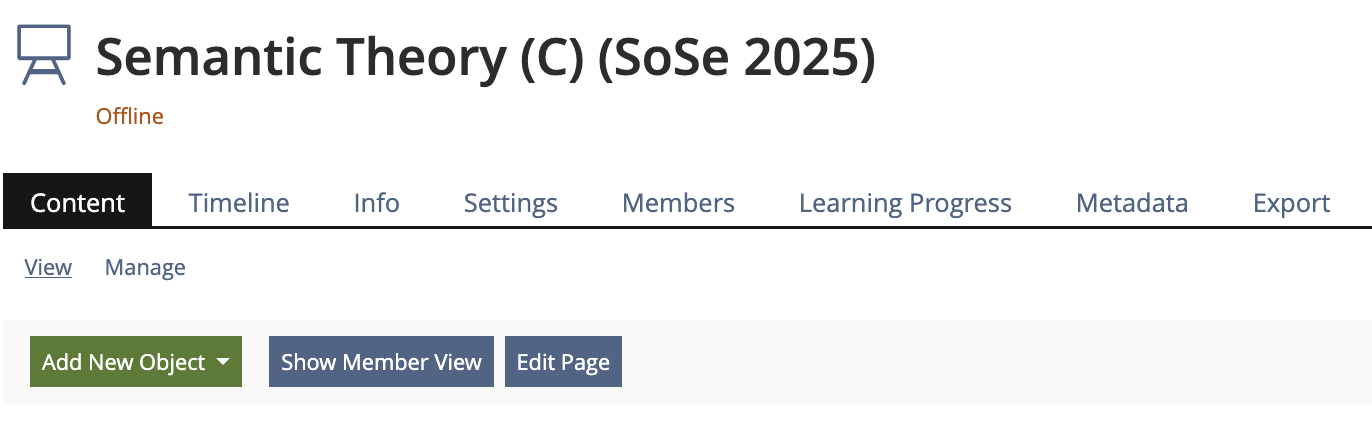 Semantic Theory (C) (SoSe 2025)
Offline
Content Timeline Info Settings Members Learning Progress Metadata Export
View Manage
Add New Object Show Member View Edit Page